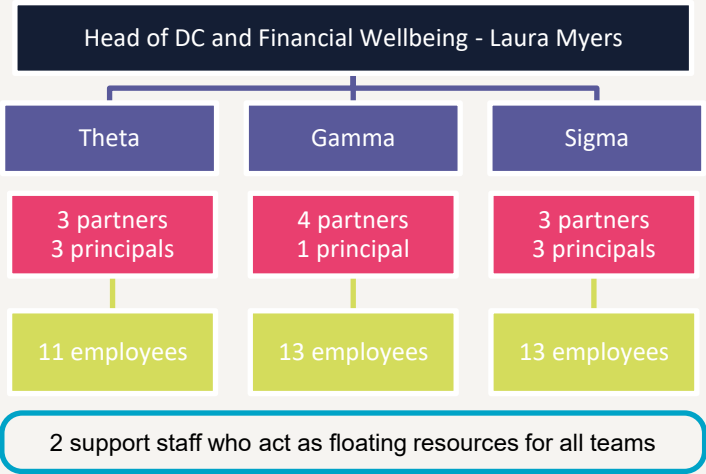 Head of DC and Financial Wellbeing - Laura Myers
Theta
Gamma
Sigma
3 partners
3 principals
4 partners
1 principal
3 partners
3 principals
11 employees
13 employees
13 employees
2 support staff who act as floating resources for all teams